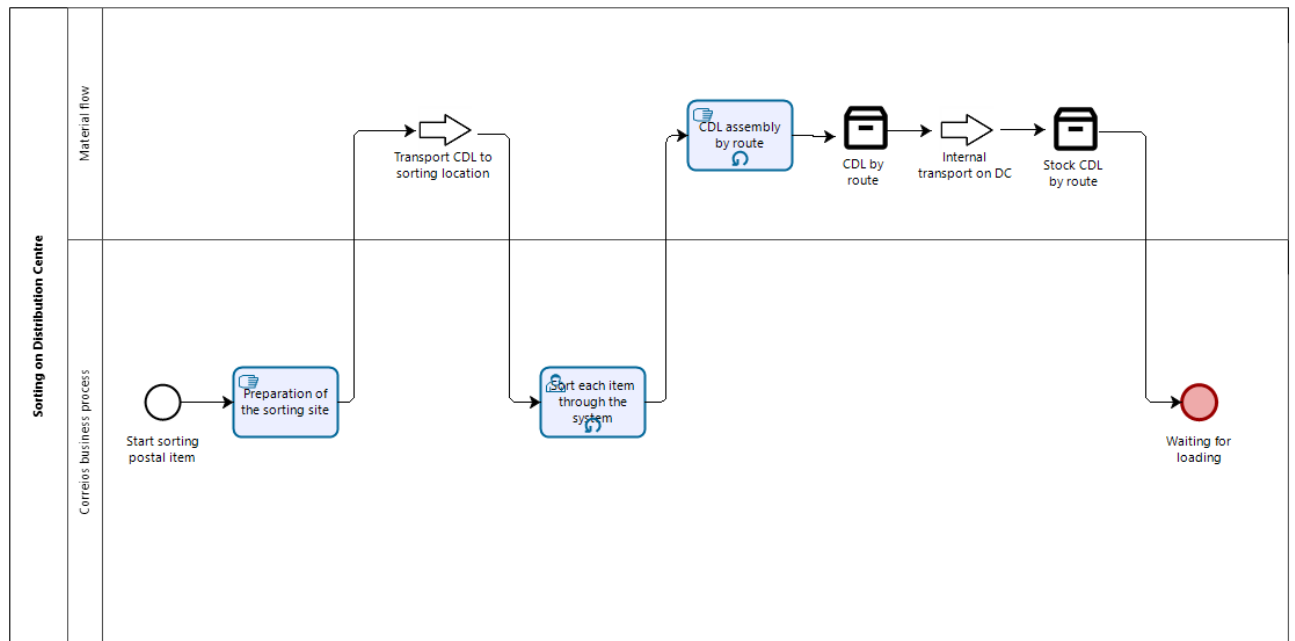 Sorting on Distribution Centre
Material flow
Transport CDL to
sorting location
CDL assembly
by route
CDL by
route
Internal
transport on DC
Stock CDL
by route
Correios business process
Start sorting
postal item
Preparation of
the sorting site
Sort each item
through the
system
Waiting for
loading